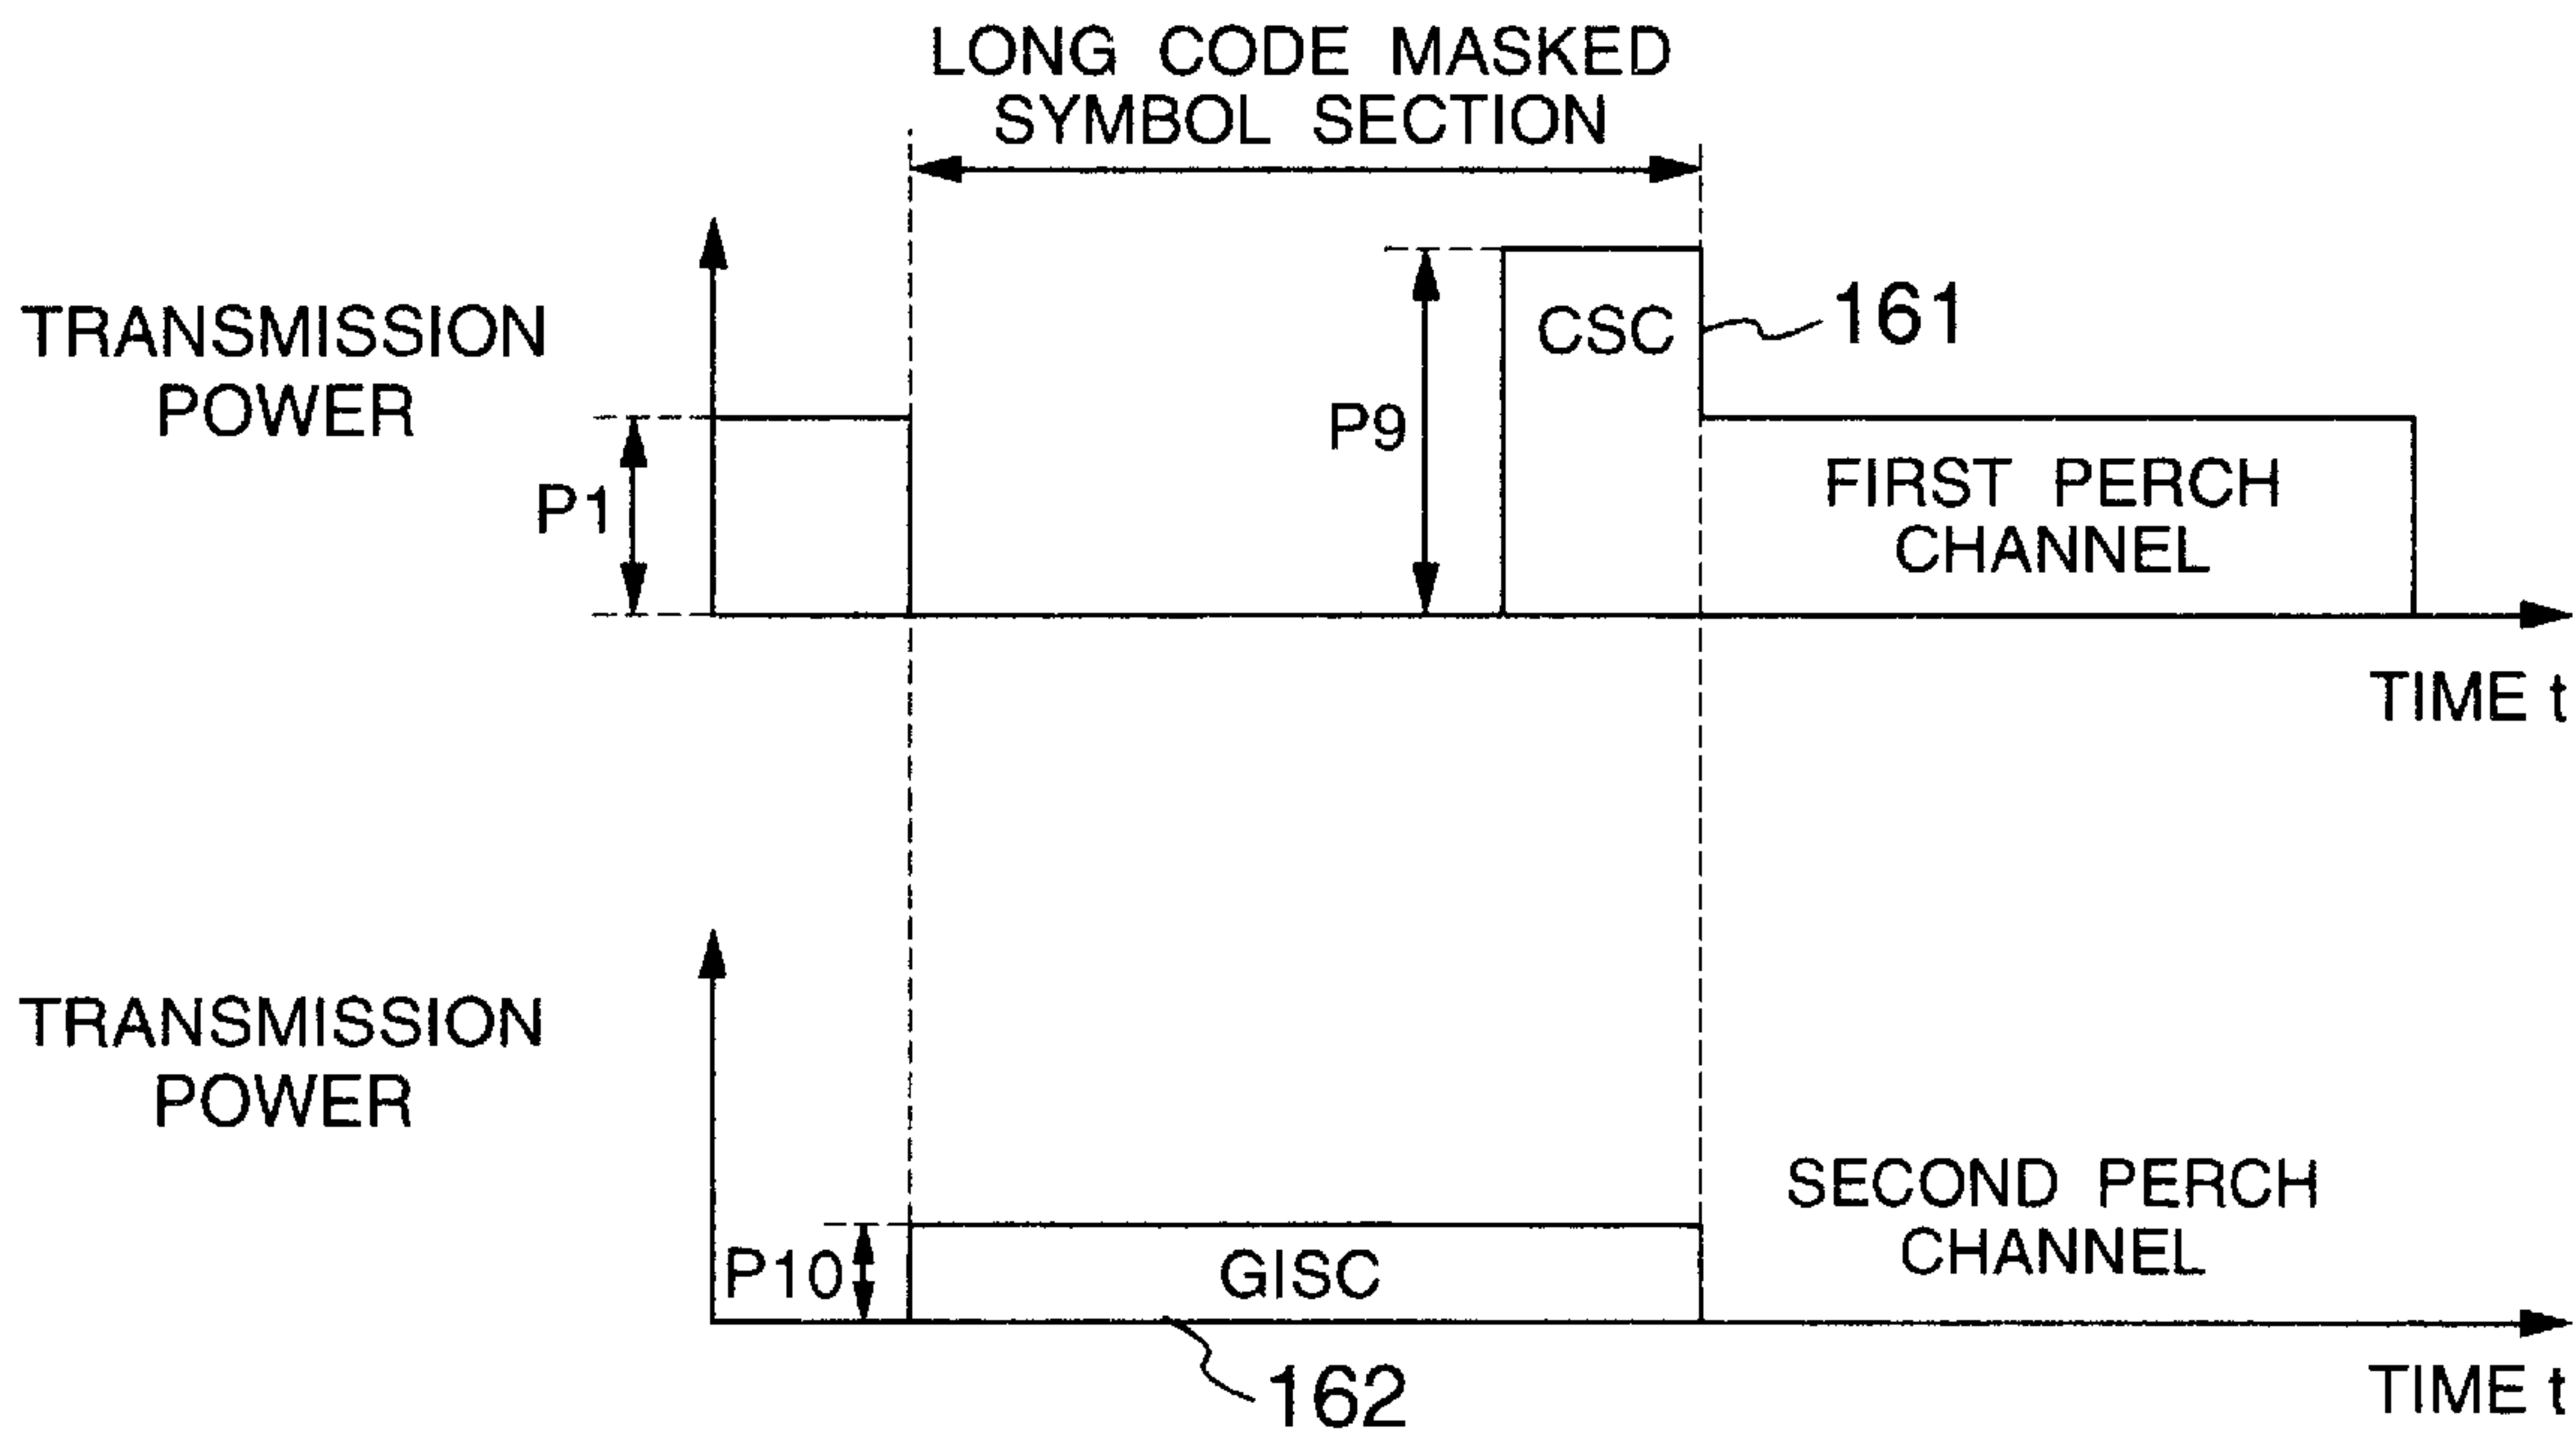 LONG CODE MASKED
SYMBOL SECTION
TRANSMISSION
POWER
P1
P9
CSC
161
FIRST PERCH
CHANNEL
TIME t
TRANSMISSION
POWER
P10
GISC
SECOND PERCH
CHANNEL
162
TIME t